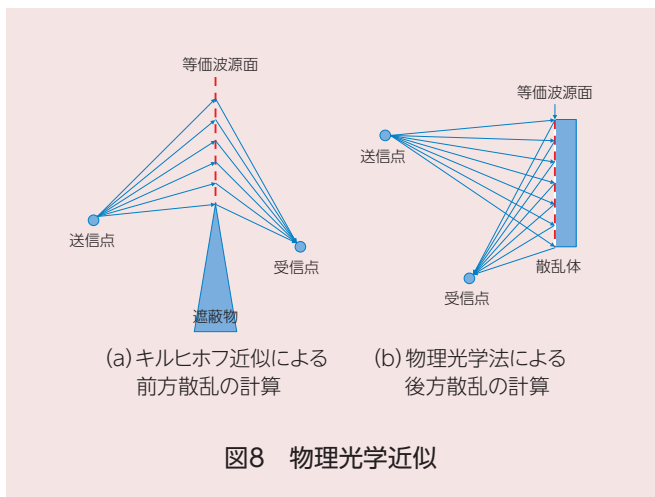 等価波源面
送信点
受信点
遮蔽物
(a)キルヒホフ近似による
前方散乱の計算
等価波源面
送信点
散乱体
受信点
(b)物理光学法による
後方散乱の計算
図8 物理光学近似